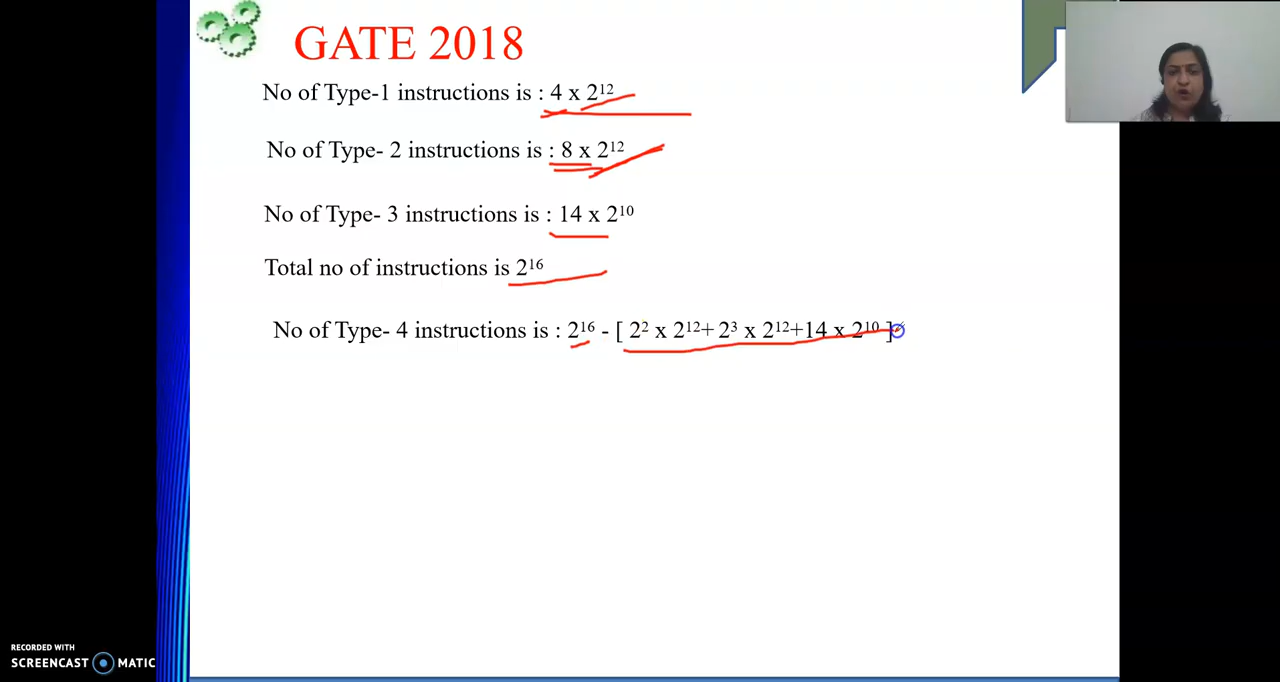 GATE 2018
No of Type-1 instructions is : 4 x 2¹²
No of Type- 2 instructions is : 8 x 2¹²
No of Type- 3 instructions is : 14 x 2¹⁰
Total no of instructions is 2¹⁶
No of Type- 4 instructions is : 2¹⁶ - [ 2² x 2¹²+ 2³ x 2¹²+14 x 2¹⁰ ]
RECORDED WITH
SCREENCAST MATIC